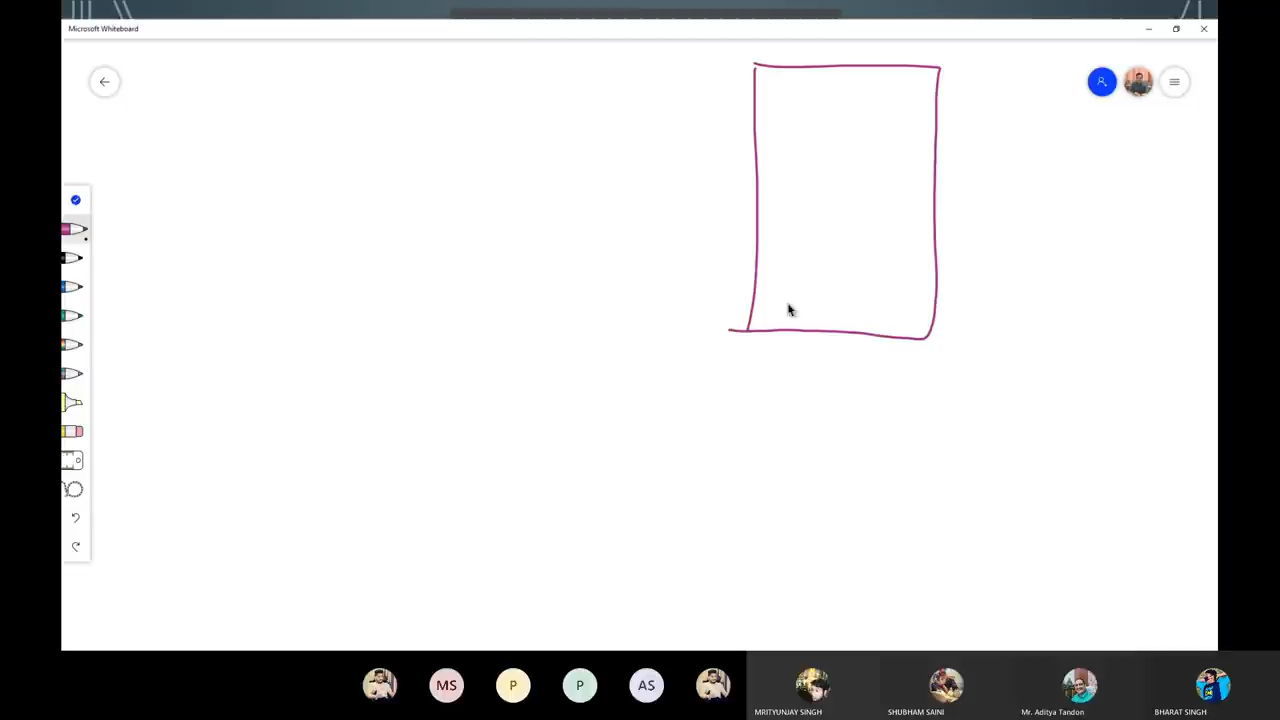 Microsoft Whiteboard
MS
P
P
AS
MRITYUNJAY SINGH
SHUBHAM SAINI
Mr. Aditya Tandon
BHARAT SINGH